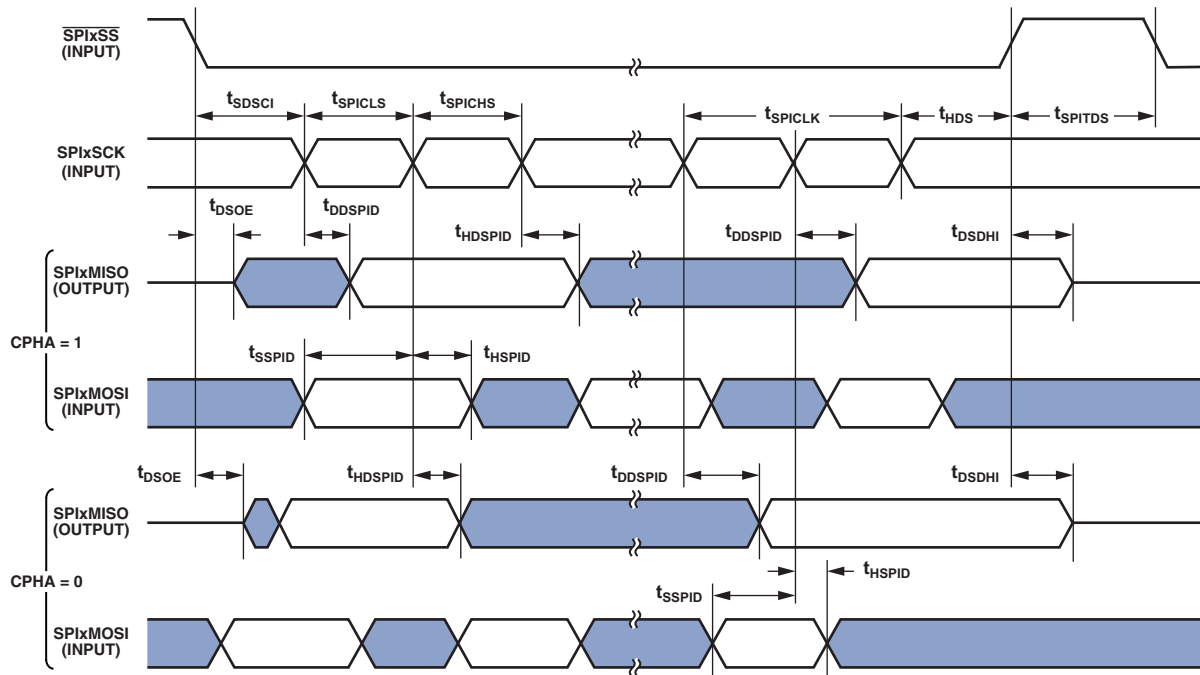 SPIxSS
(INPUT)
tSDSCI tSPICLS tSPICHS tSPICLK tHDS tSPITDS
SPIxSCK
(INPUT)
tDSOE tDDSPID tHDSPID tDDSPID tDSDHI
SPIxMISO
(OUTPUT)
CPHA = 1
tSSPID tHSPID
SPIxMOSI
(INPUT)
tDSOE tHDSPID tDDSPID tDSDHI
SPIxMISO
(OUTPUT)
CPHA = 0
tHSPID
tSSPID
SPIxMOSI
(INPUT)